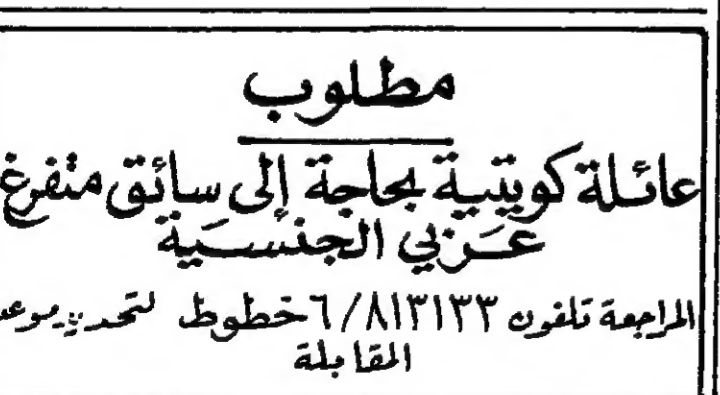 مطلوب
عائلة كويتية بحاجة إلى سائق متفرغ
عربي الجنسية
المراجعة تلفون ٨١٣١٣٣ / ٦ خطوط لتحديد موعد
المقابلة